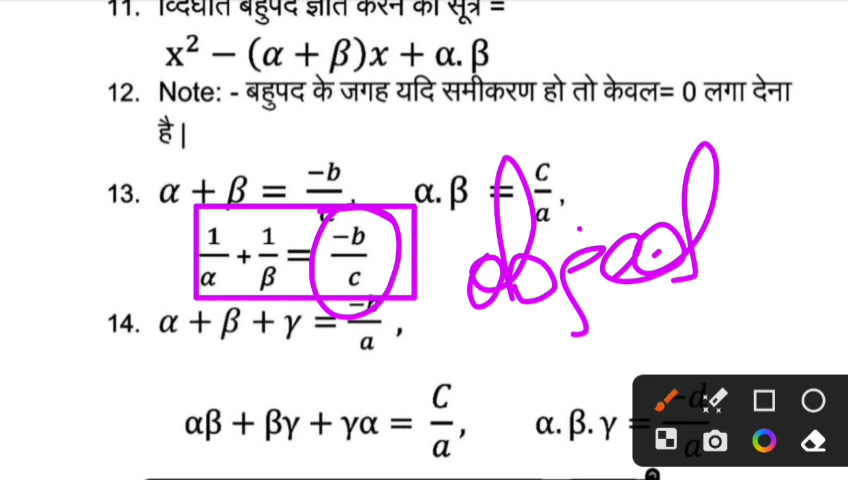 11. व्दिघात बहुपद ज्ञात करने का सूत्र =
x² − (α + β)x + α.β
12. Note: - बहुपद के जगह यदि समीकरण हो तो केवल= 0 लगा देना
है|
13. α + β = −b/ , α.β = C/a ,
1/α + 1/β = −b/c
14. α + β + γ = −b/a ,
αβ + βγ + γα = C/a , α.β.γ = −d/a